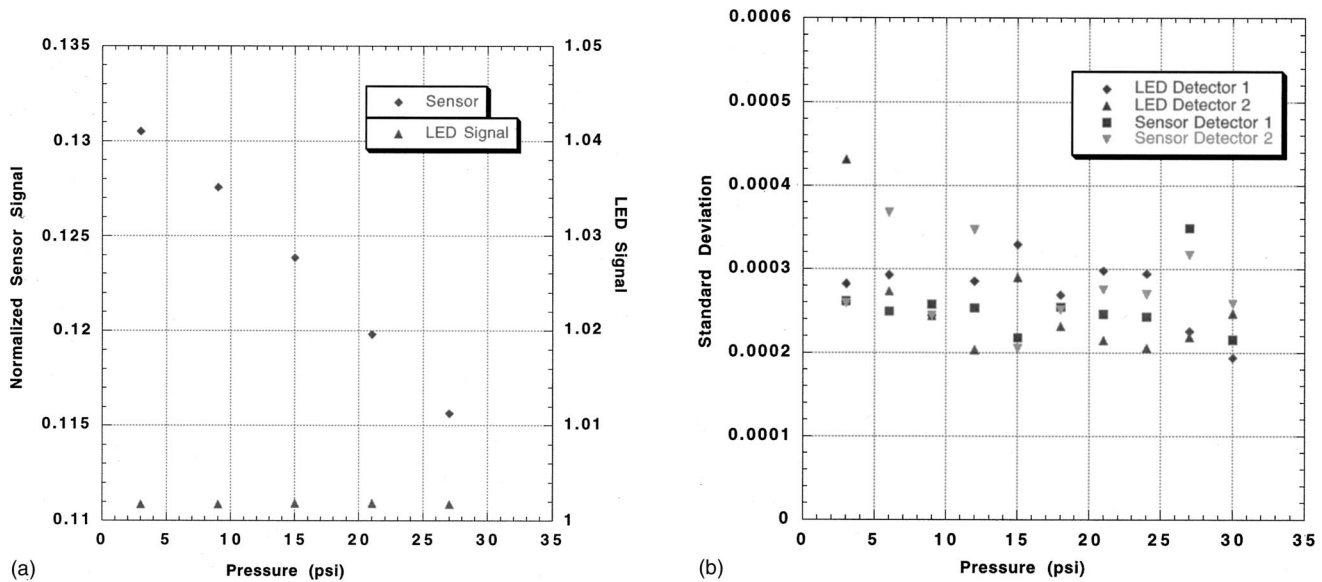 0.135
0.13
0.125
0.12
0.115
0.11
Normalized Sensor Signal
1.05
1.04
1.03
1.02
1.01
1
LED Signal
Sensor
LED Signal
0 5 10 15 20 25 30 35
Pressure (psi)
(a)
0.0006
0.0005
0.0004
0.0003
0.0002
0.0001
0
Standard Deviation
LED Detector 1
LED Detector 2
Sensor Detector 1
Sensor Detector 2
0 5 10 15 20 25 30 35
Pressure (psi)
(b)